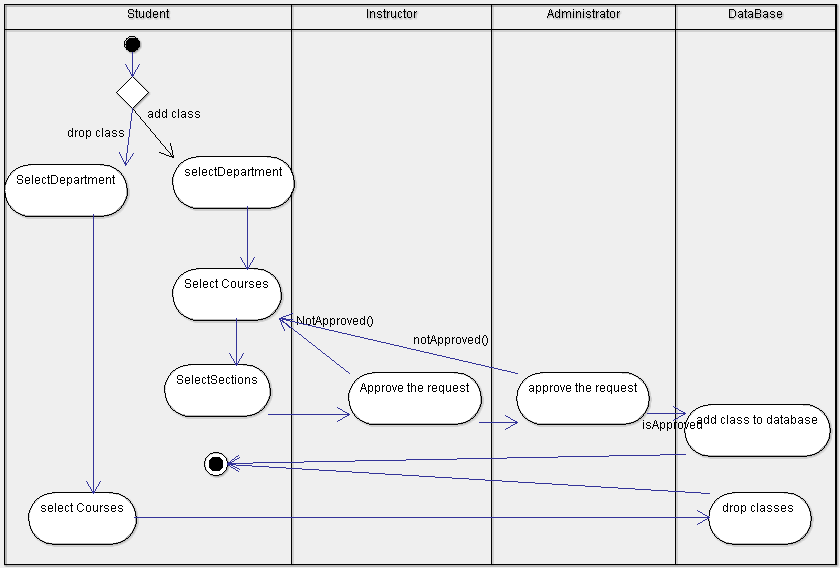 Student
Instructor
Administrator
DataBase
add class
drop class
SelectDepartment
selectDepartment
Select Courses
NotApproved()
notApproved()
SelectSections
Approve the request
approve the request
isApproved
add class to database
select Courses
drop classes